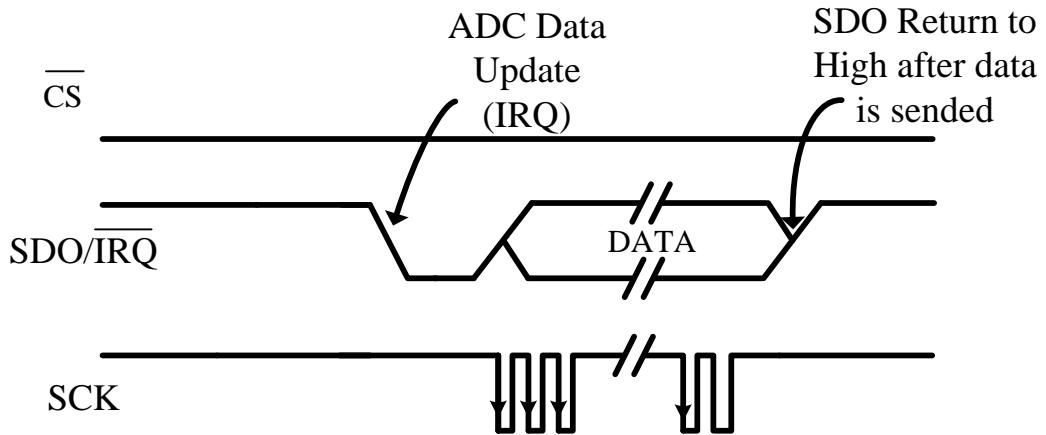 ADC Data
Update
(IRQ)
SDO Return to
High after data
is sended
CS
SDO/IRQ
DATA
SCK